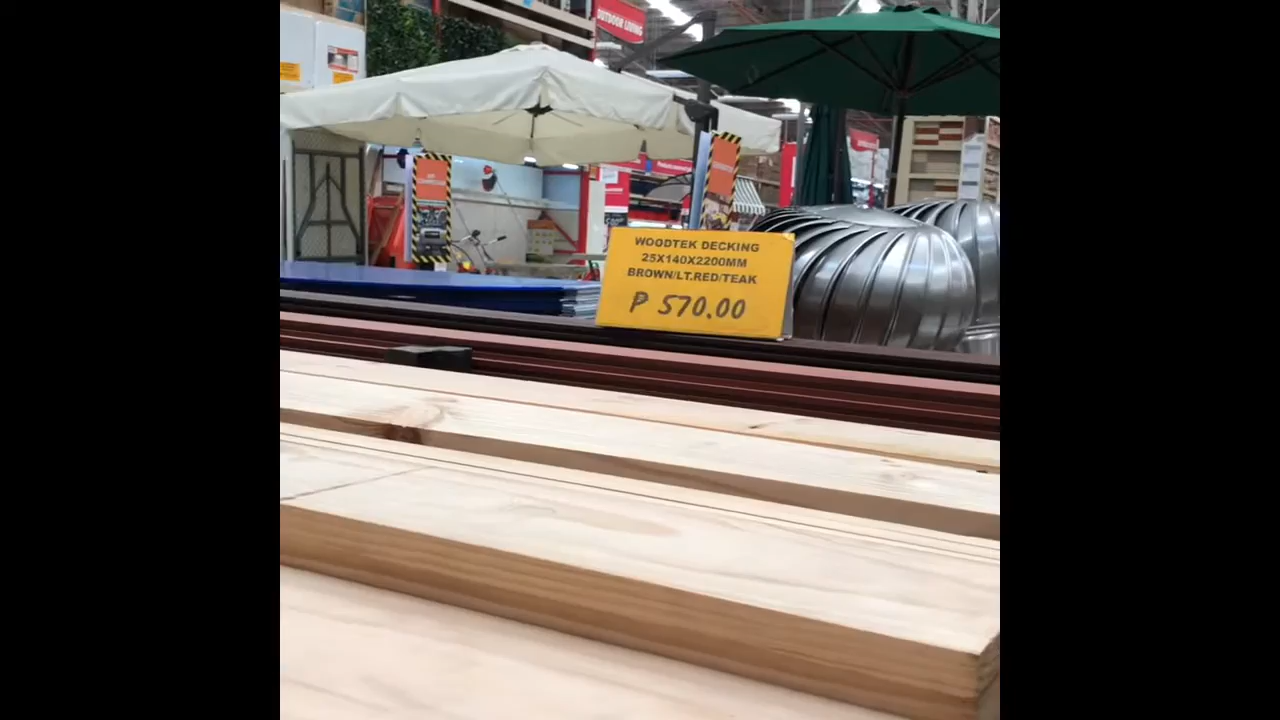 OUTDOOR LIVING
WOODTEK DECKING
25X140X2200MM
BROWN/LT.RED/TEAK
₱ 570.00